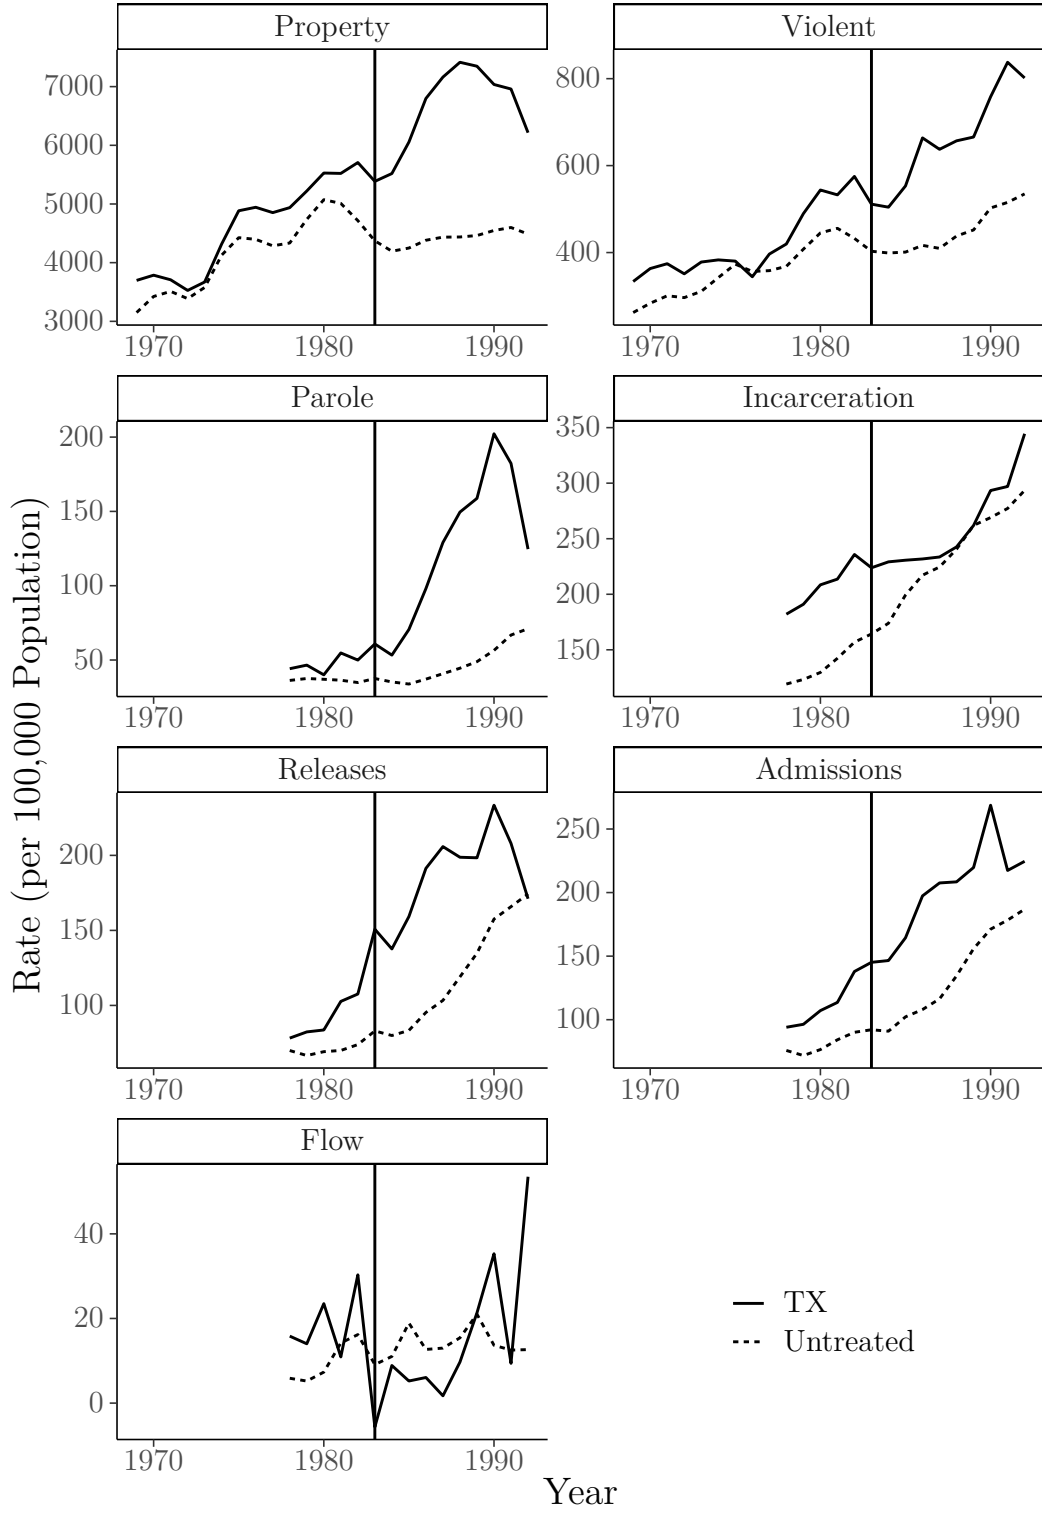 Property
7000
6000
5000
4000
3000
1970 1980 1990
Violent
800
600
400
1970 1980 1990
Parole
200
150
100
50
1970 1980 1990
Incarceration
350
300
250
200
150
1970 1980 1990
Releases
200
150
100
1970 1980 1990
Admissions
250
200
150
100
1970 1980 1990
Flow
40
20
0
1970 1980 1990
TX
Untreated
Rate (per 100,000 Population)
Year